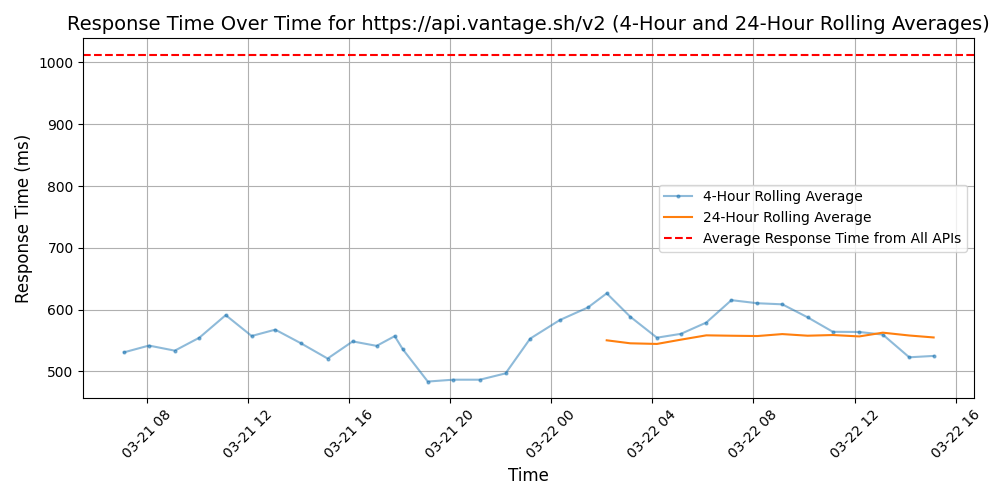 Response Time Over Time for https://api.vantage.sh/v2 (4-Hour and 24-Hour Rolling Averages)
Response Time (ms)
1000
900
800
700
600
500
4-Hour Rolling Average
24-Hour Rolling Average
Average Response Time from All APIs
03-21 08
03-21 12
03-21 16
03-21 20
03-22 00
03-22 04
03-22 08
03-22 12
03-22 16
Time